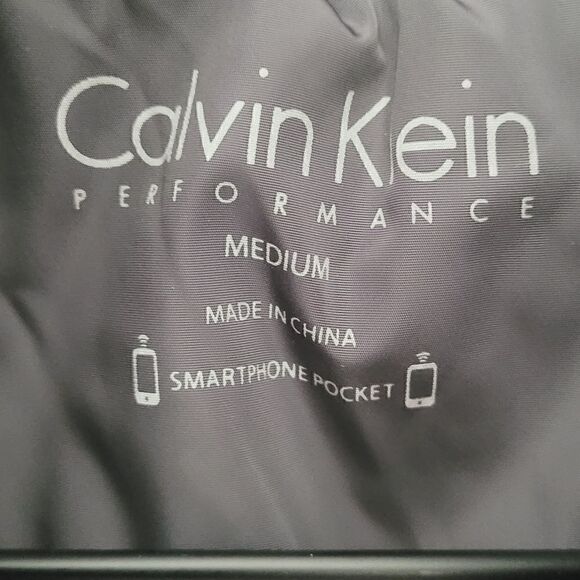 Calvin Klein
PERFORMANCE
MEDIUM
MADE IN CHINA
SMARTPHONE POCKET